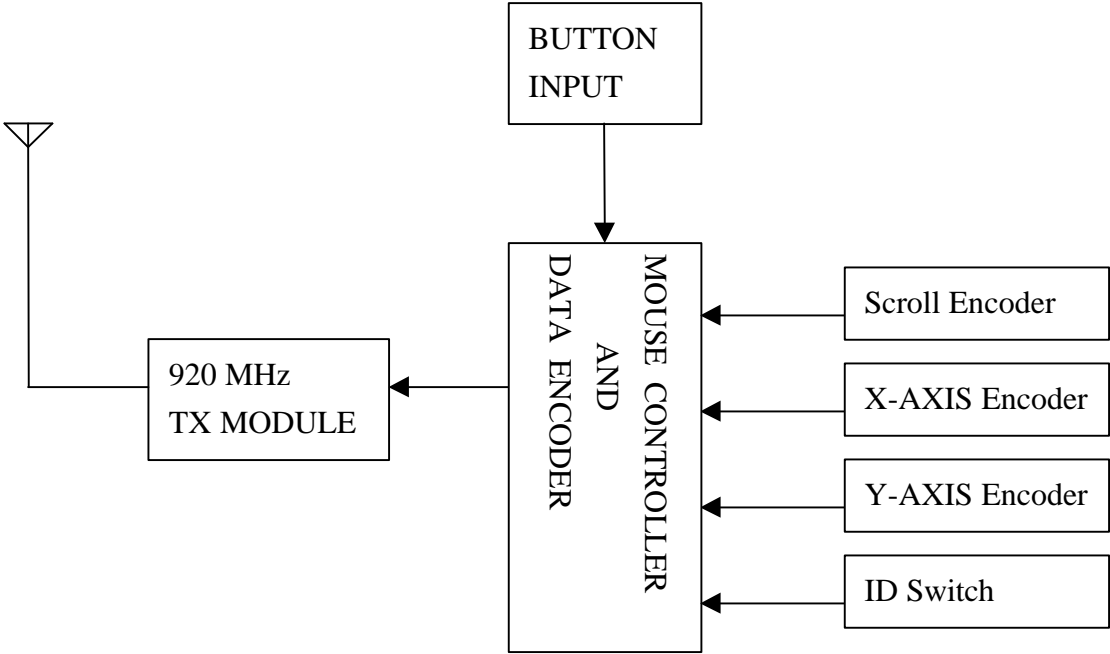 BUTTON
INPUT
920 MHz
TX MODULE
MOUSE CONTROLLER
AND
DATA ENCODER
Scroll Encoder
X-AXIS Encoder
Y-AXIS Encoder
ID Switch